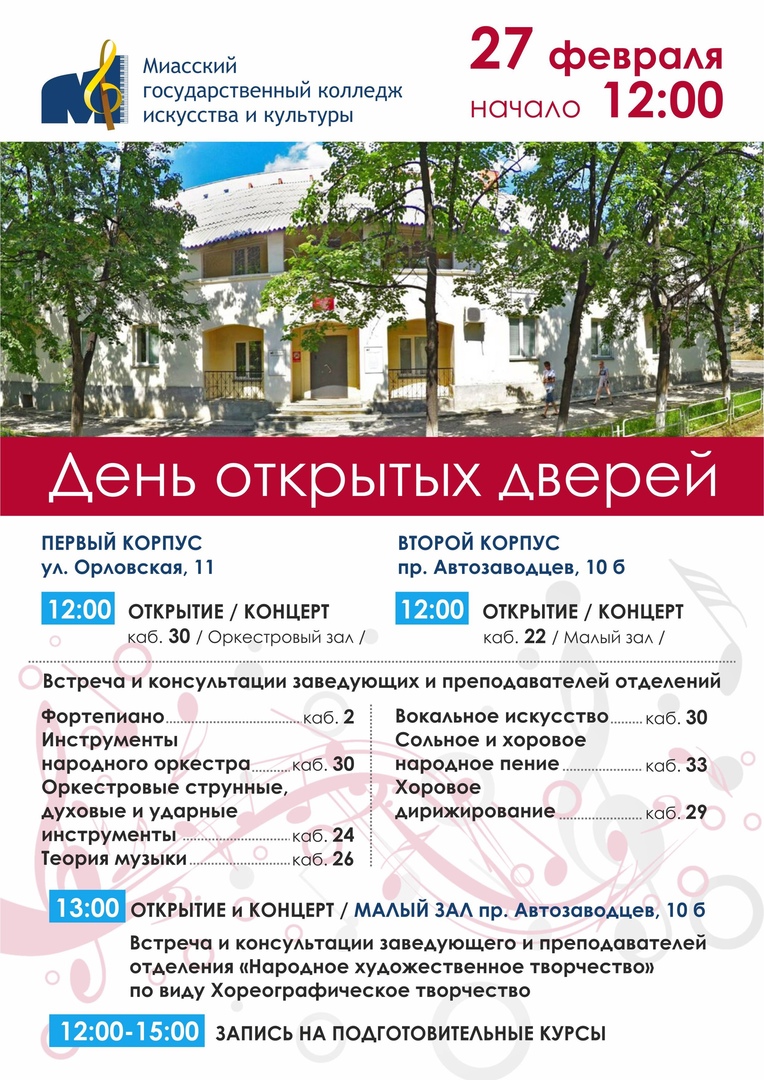 Миасский
государственный колледж
искусства и культуры
27 февраля
начало 12:00
День открытых дверей
ПЕРВЫЙ КОРПУС
ул. Орловская, 11
12:00 ОТКРЫТИЕ / КОНЦЕРТ
каб. 30 / Оркестровый зал /
ВТОРОЙ КОРПУС
пр. Автозаводцев, 10 б
12:00 ОТКРЫТИЕ / КОНЦЕРТ
каб. 22 / Малый зал /
Встреча и консультации заведующих и преподавателей отделений
Фортепиано каб. 2
Инструменты
народного оркестра каб. 30
Оркестровые струнные,
духовые и ударные
инструменты каб. 24
Теория музыки каб. 26
Вокальное искусство каб. 30
Сольное и хоровое
народное пение каб. 33
Хоровое
дирижирование каб. 29
13:00 ОТКРЫТИЕ и КОНЦЕРТ / МАЛЫЙ ЗАЛ пр. Автозаводцев, 10 б
Встреча и консультации заведующего и преподавателей
отделения «Народное художественное творчество»
по виду Хореографическое творчество
12:00-15:00 ЗАПИСЬ НА ПОДГОТОВИТЕЛЬНЫЕ КУРСЫ